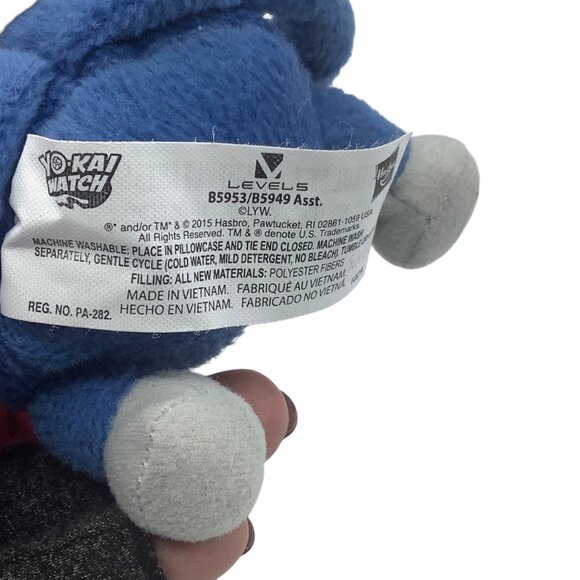 YO-KAI
WATCH
LEVEL5
B5953/B5949 Asst.
©LYW.
®* and/or TM* & © 2015 Hasbro, Pawtucket, RI 02861-1059 USA.
All Rights Reserved. TM & ® denote U.S. Trademarks.
MACHINE WASHABLE: PLACE IN PILLOWCASE AND TIE END CLOSED. MACHINE WASH
SEPARATELY, GENTLE CYCLE (COLD WATER, MILD DETERGENT, NO BLEACH). TUMBLE
FILLING: ALL NEW MATERIALS: POLYESTER FIBERS
MADE IN VIETNAM. FABRIQUÉ AU VIETNAM.
REG. NO. PA-282. HECHO EN VIETNAM. FABRICADO NO VIETNÃ.